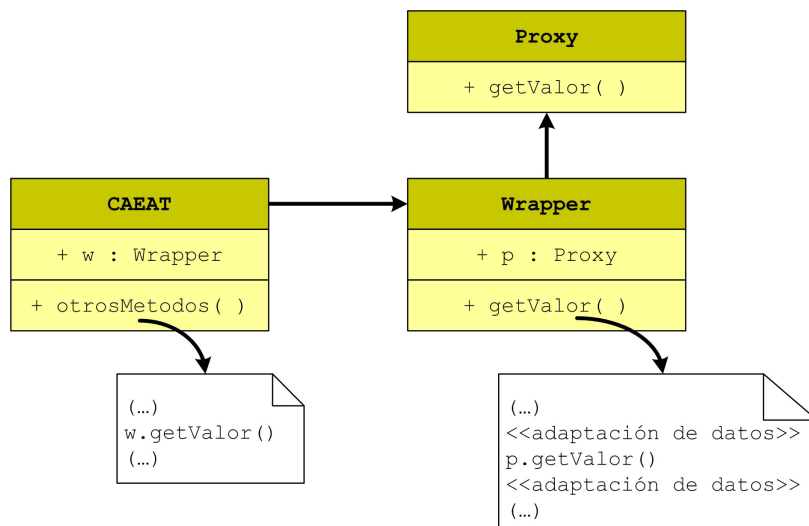 Proxy
+ getValor( )
CAEAT
+ w : Wrapper
+ otrosMetodos( )
Wrapper
+ p : Proxy
+ getValor( )
(…)
w.getValor()
(…)
(…)
<<adaptación de datos>>
p.getValor()
<<adaptación de datos>>
(…)